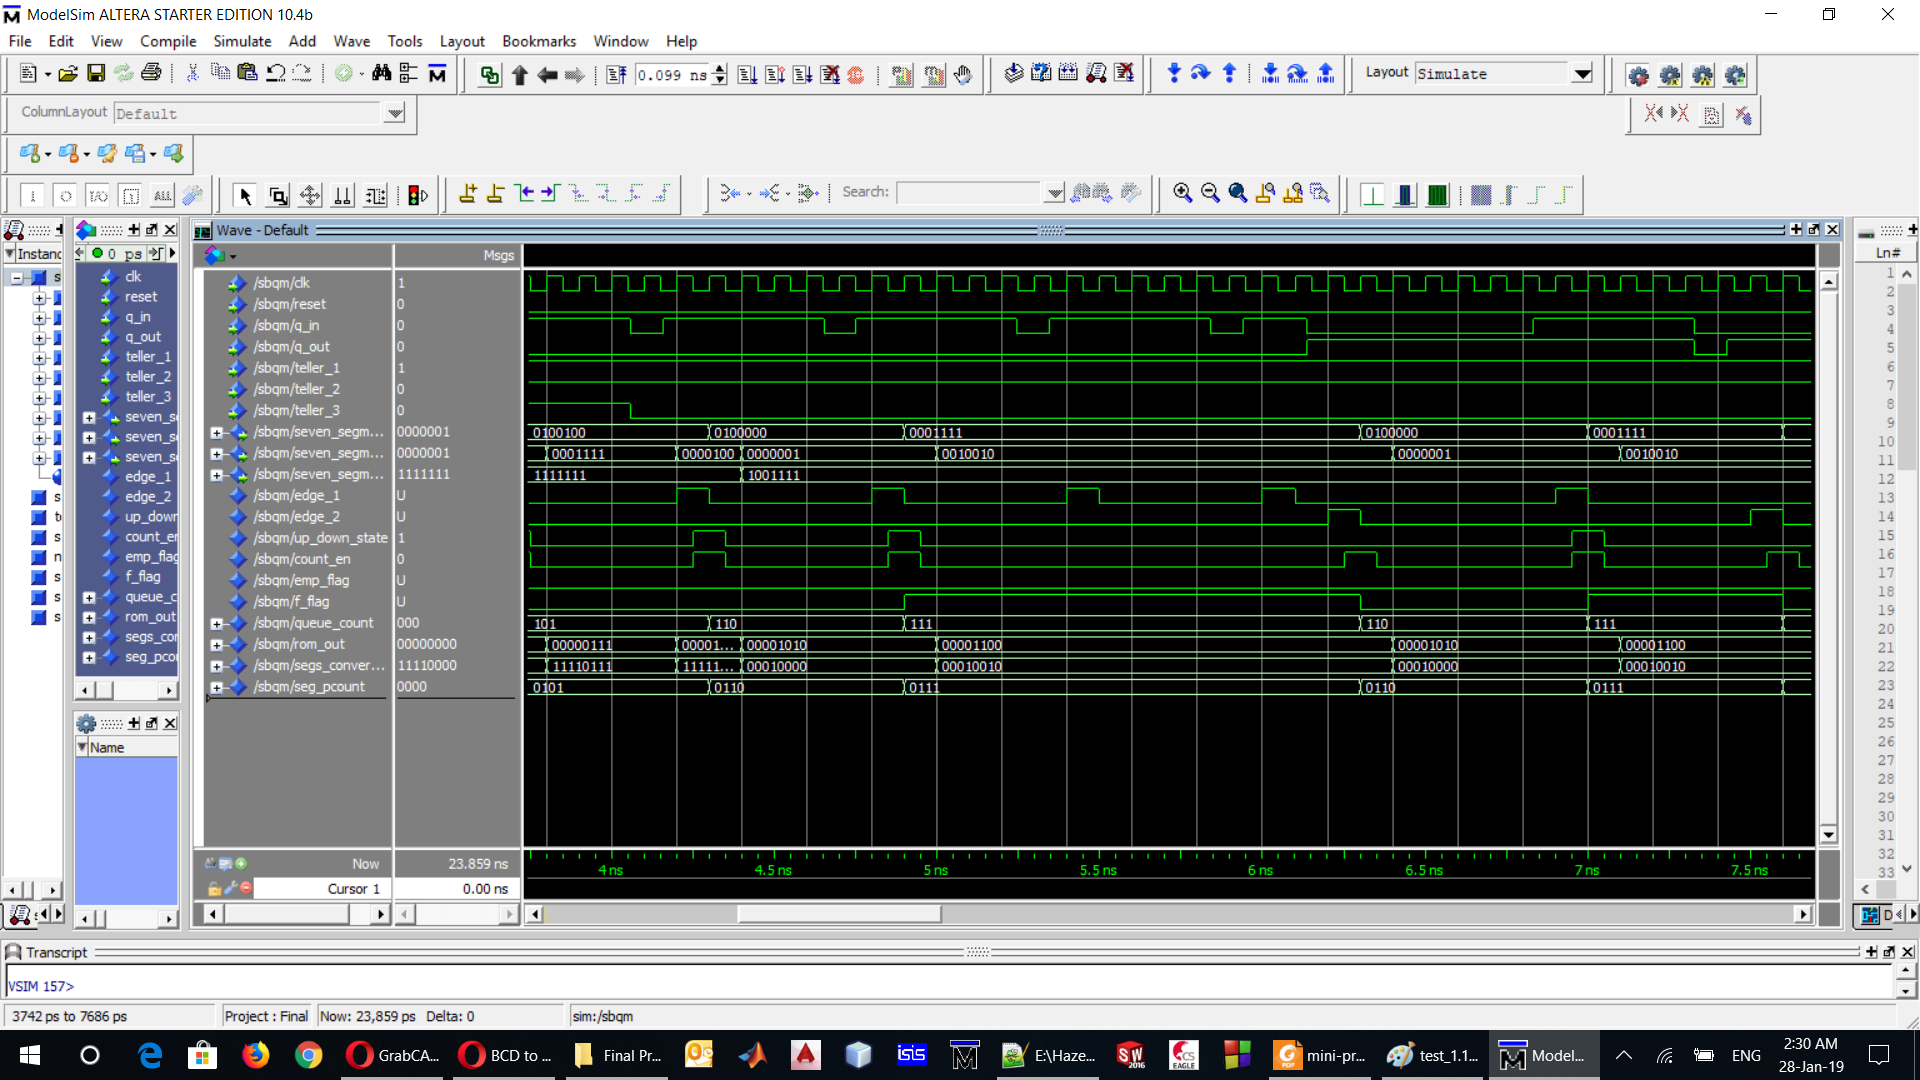 ModelSim ALTERA STARTER EDITION 10.4b
File Edit View Compile Simulate Add Wave Tools Layout Bookmarks Window Help
0.099 ns
Layout Simulate
ColumnLayout Default
ALL
Search:
Instanc
0 ps
clk
reset
q_in
q_out
teller_1
teller_2
teller_3
seven_s
seven_s
seven_s
edge_1
edge_2
up_down
count_er
emp_flag
f_flag
queue_c
rom_out
segs_cor
seg_pcou
Name
Wave - Default
Msgs
/sbqm/clk 1
/sbqm/reset 0
/sbqm/q_in 0
/sbqm/q_out 0
/sbqm/teller_1 1
/sbqm/teller_2 0
/sbqm/teller_3 0
/sbqm/seven_segm... 0000001 0100100 0100000 0001111 0100000 0001111
/sbqm/seven_segm... 0000001 0001111 0000100 0000001 0010010 0000001 0010010
/sbqm/seven_segm... 1111111 1111111 1001111
/sbqm/edge_1 U
/sbqm/edge_2 U
/sbqm/up_down_state 1
/sbqm/count_en 0
/sbqm/emp_flag U
/sbqm/f_flag U
/sbqm/queue_count 000 101 110 111 110 111
/sbqm/rom_out 00000000 00000111 00001... 00001010 00001100 00001010 00001100
/sbqm/segs_conver... 11110000 11110111 11111... 00010000 00010010 00010000 00010010
/sbqm/seg_pcount 0000 0101 0110 0111 0110 0111
Now 23.859 ns
Cursor 1 0.00 ns
4 ns 4.5 ns 5 ns 5.5 ns 6 ns 6.5 ns 7 ns 7.5 ns
Ln#
1
2
3
4
5
6
7
8
9
10
11
12
13
14
15
16
17
18
19
20
21
22
23
24
25
26
27
28
29
30
31
32
33
Transcript
VSIM 157>
3742 ps to 7686 ps Project : Final Now: 23,859 ps Delta: 0 sim:/sbqm
GrabCA... BCD to ... Final Pr... isis E:\Haze... SW 2016 CS EAGLE PDF mini-pr... test_1.1... Model... ENG
2:30 AM
28-Jan-19